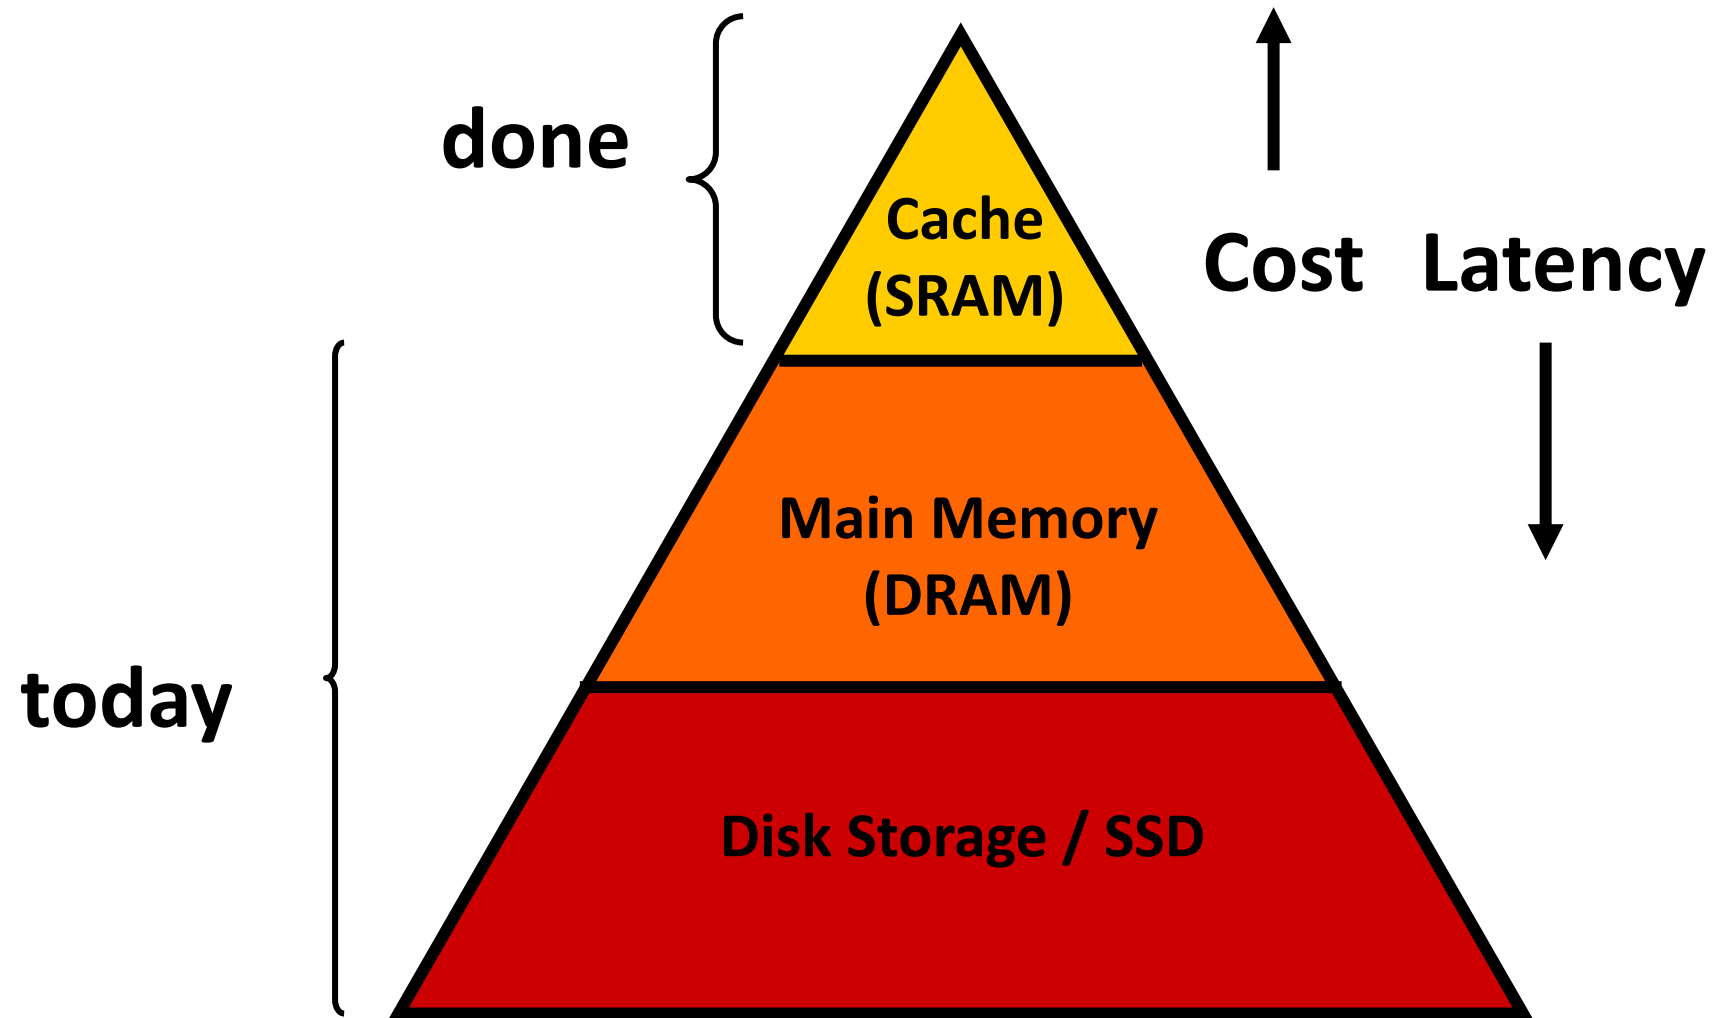 done
Cache
(SRAM)
Cost
Latency
Main Memory
(DRAM)
today
Disk Storage / SSD